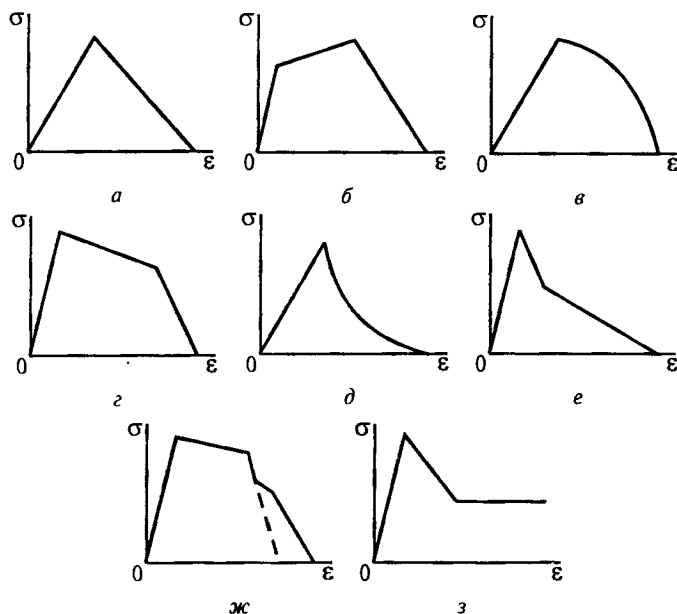 σ σ σ
0 ε 0 ε 0 ε
а б в
σ σ σ
0 ε 0 ε 0 ε
г д е
σ σ
0 ε 0 ε
ж з